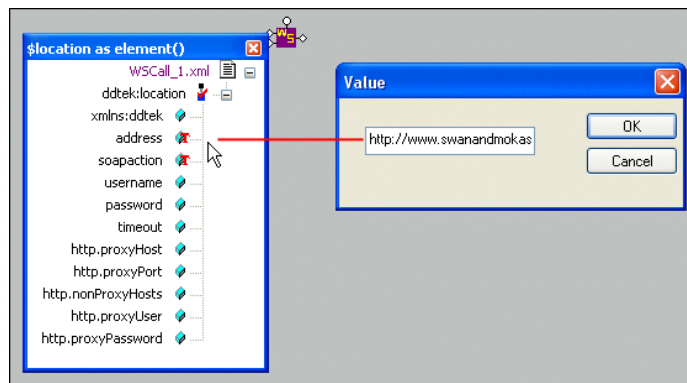 WS
$location as element()
WSCall_1.xml
ddtek:location
xmlns:ddtek
address
soapaction
username
password
timeout
http.proxyHost
http.proxyPort
http.nonProxyHosts
http.proxyUser
http.proxyPassword
Value
http://www.swanandmokas
OK
Cancel